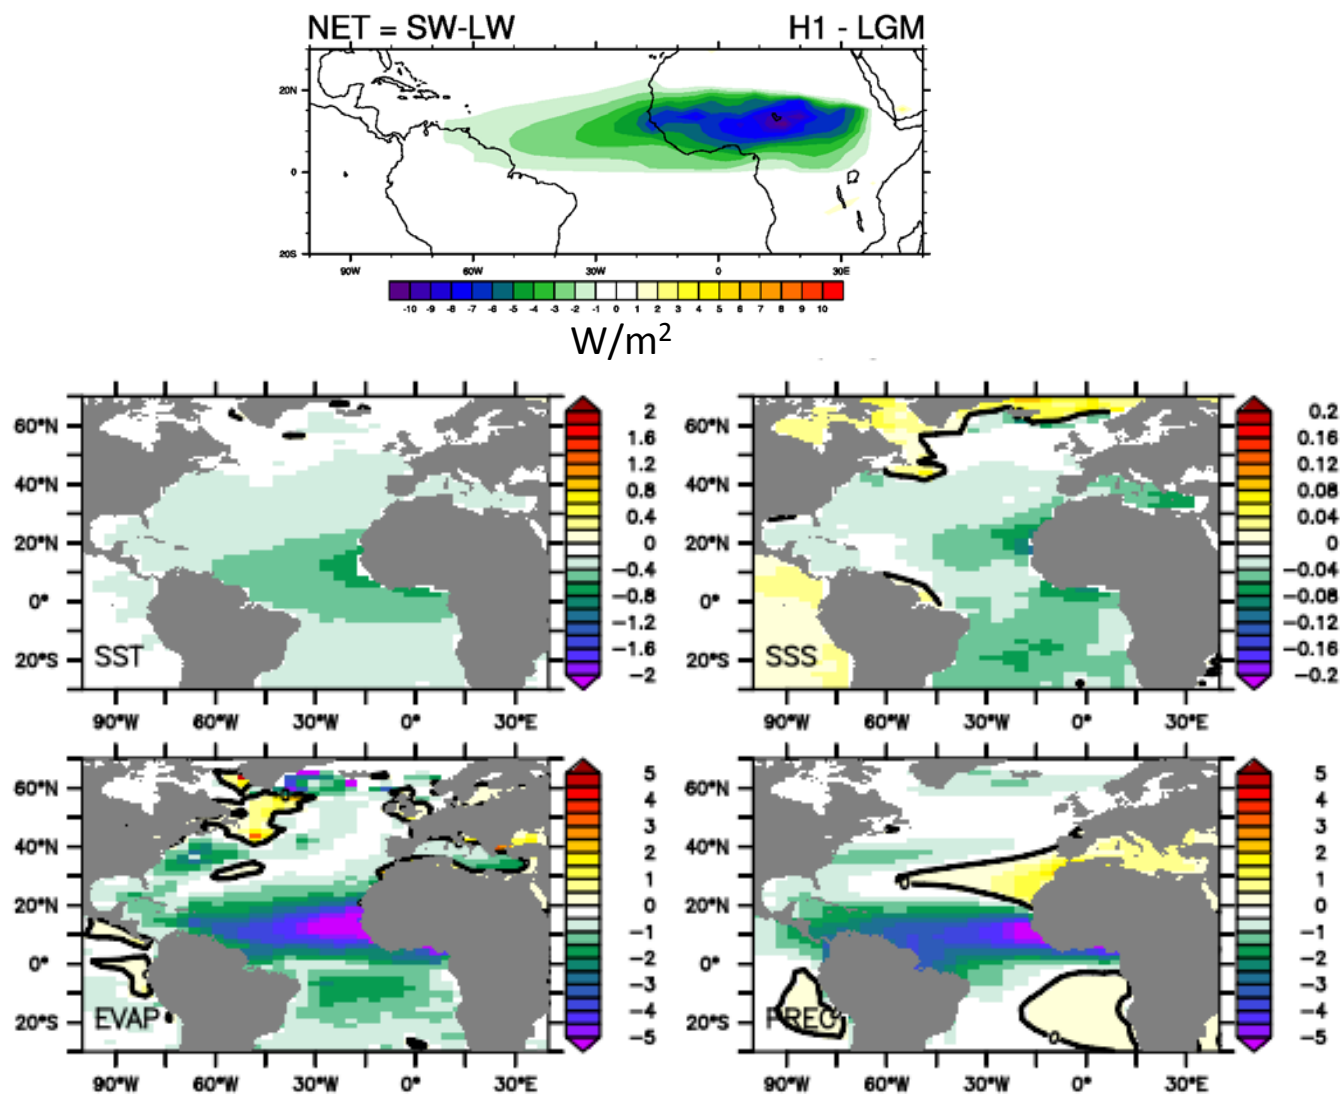 NET = SW-LW H1 - LGM
20N
0
20S
90W 60W 30W 0 30E
-10 -9 -8 -7 -6 -5 -4 -3 -2 -1 0 1 2 3 4 5 6 7 8 9 10
W/m²
60°N
40°N
20°N
0°
20°S
SST
90°W 60°W 30°W 0° 30°E
2
1.6
1.2
0.8
0.4
0
-0.4
-0.8
-1.2
-1.6
-2
60°N
40°N
20°N
0°
20°S
SSS
90°W 60°W 30°W 0° 30°E
0.2
0.16
0.12
0.08
0.04
0
-0.04
-0.08
-0.12
-0.16
-0.2
60°N
40°N
20°N
0°
20°S
0
EVAP
90°W 60°W 30°W 0° 30°E
5
4
3
2
1
0
-1
-2
-3
-4
-5
60°N
40°N
20°N
0°
20°S
0
PREC
0
90°W 60°W 30°W 0° 30°E
5
4
3
2
1
0
-1
-2
-3
-4
-5